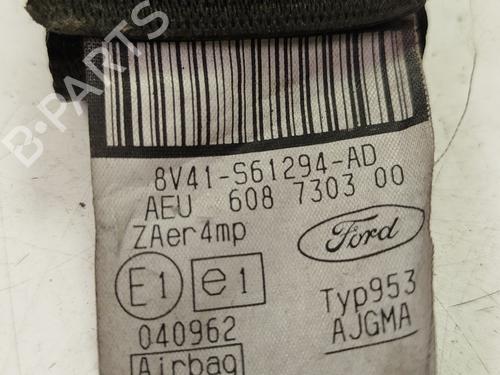 8V41-S61294-AD
AEU 608 7303 00
ZAer4mp
Ford
E1 e1
Typ953
040962 AJGMA
Airbag
B-PARTS